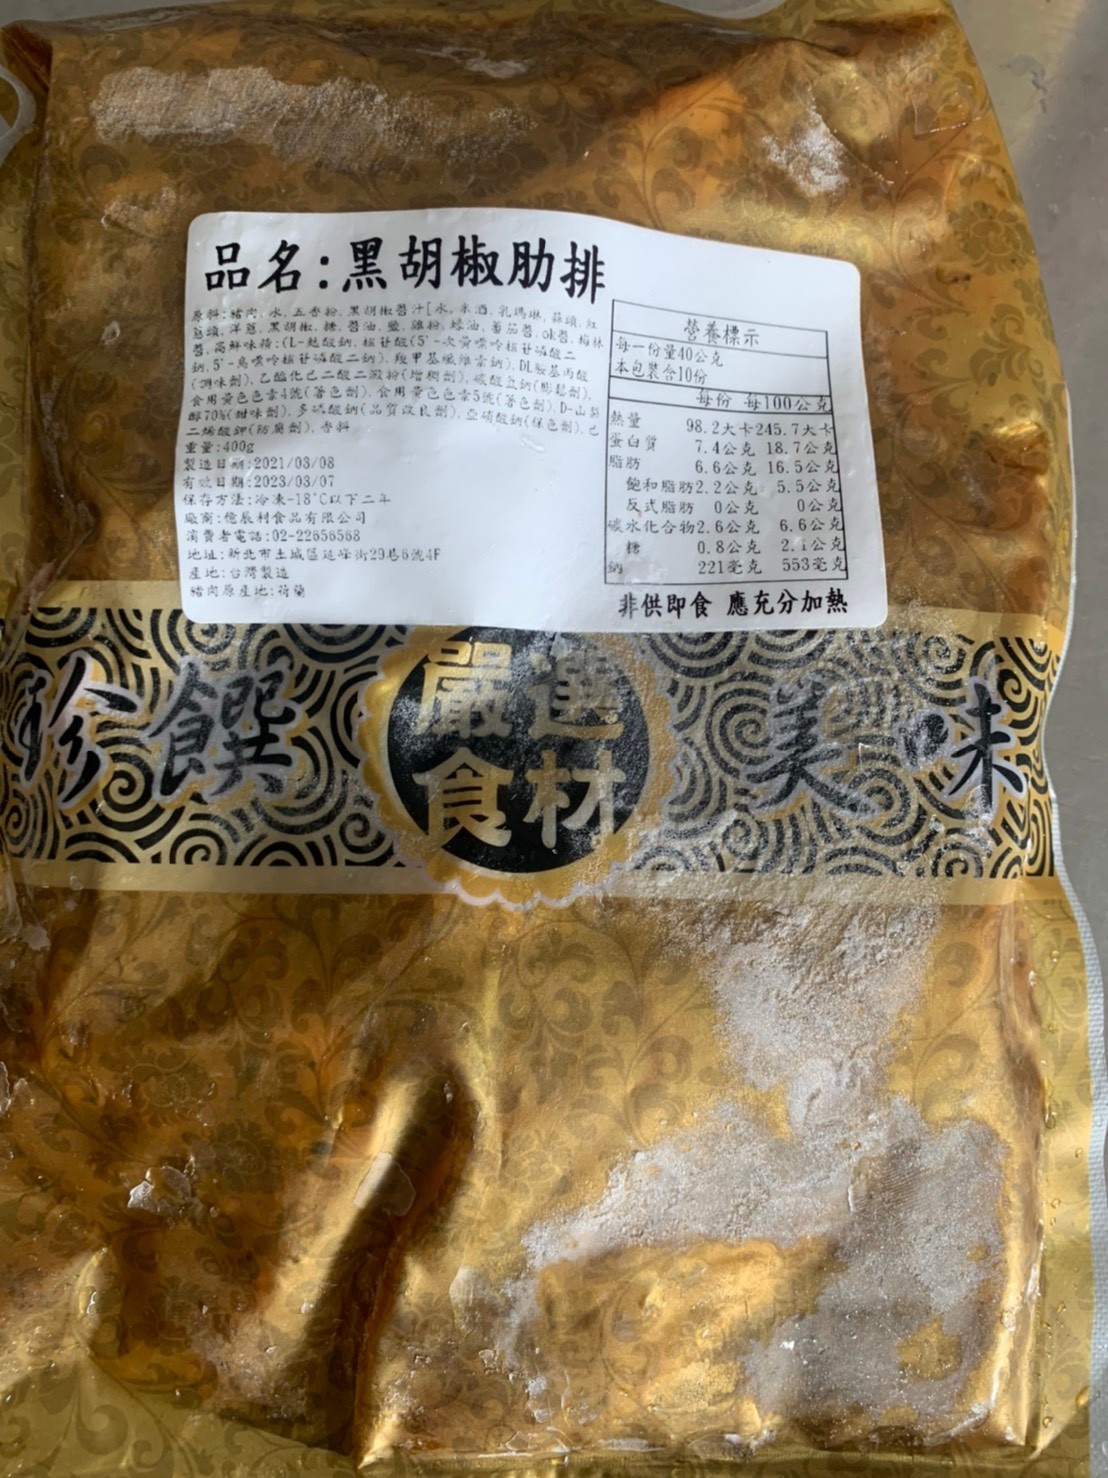 品名:黑胡椒肋排
原料:豬肉,水,五香粉,黑胡椒醬汁[水,米酒,乳瑪琳,蒜頭,紅
蔥頭,洋蔥,黑胡椒,糖,醬油,鹽,雞粉,蠔油,番茄醬,味醬,梅林
醬,高鮮味精:(L-麩酸鈉,核苷酸(5'-次黃嘌呤核苷磷酸二
鈉,5'-鳥嘌呤核苷磷酸二鈉),羧甲基纖維素鈉),DL胺基丙酸
(調味劑),乙醯化己二酸二澱粉(增稠劑),碳酸氫鈉(膨鬆劑),
食用黃色色素4號(著色劑),食用黃色色素5號(著色劑),D-山梨
醇70%(甜味劑),多磷酸鈉(品質改良劑),亞硝酸鈉(保色劑),己
二烯酸鉀(防腐劑),香料
重量:400g
製造日期:2021/03/08
有效日期:2023/03/07
保存方法:冷凍-18°C以下二年
廠商:億辰利食品有限公司
消費者電話:02-22656568
地址:新北市土城區延峰街29巷6號4F
產地:台灣製造
豬肉原產地:荷蘭
營養標示
每一份量40公克
本包裝含10份
每份 每100公克
熱量 98.2大卡 245.7大卡
蛋白質 7.4公克 18.7公克
脂肪 6.6公克 16.5公克
飽和脂肪 2.2公克 5.5公克
反式脂肪 0公克 0公克
碳水化合物 2.6公克 6.6公克
糖 0.8公克 2.1公克
鈉 221毫克 553毫克
非供即食 應充分加熱
珍饌
嚴選
食材
美味